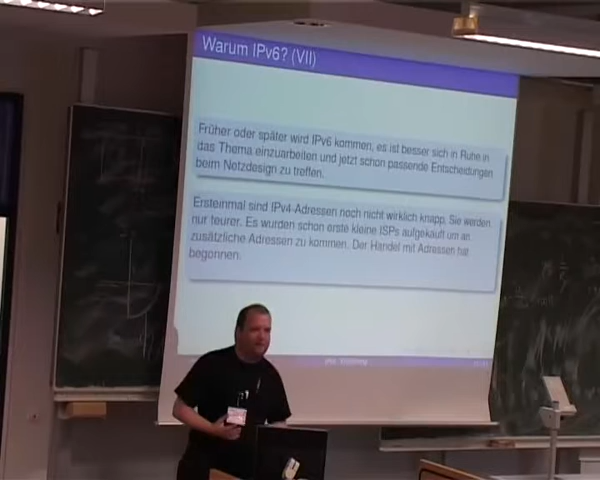 Warum IPv6? (VII)
Früher oder später wird IPv6 kommen, es ist besser sich in Ruhe in
das Thema einzuarbeiten und jetzt schon passende Entscheidungen
beim Netzdesign zu treffen.
Ersteinmal sind IPv4-Adressen noch nicht wirklich knapp. Sie werden
nur teurer. Es wurden schon erste kleine ISPs aufgekauft um an
zusätzliche Adressen zu kommen. Der Handel mit Adressen hat
begonnen.